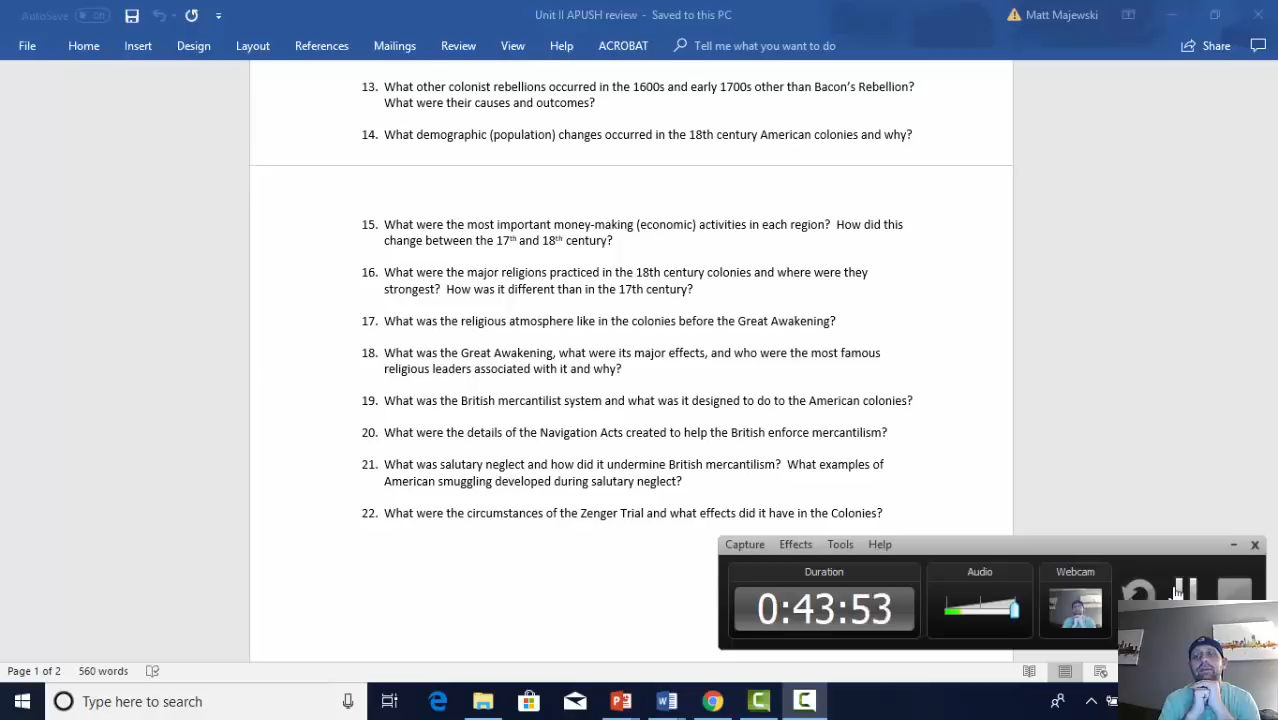 AutoSave Off
Unit II APUSH review - Saved to this PC
Matt Majewski
File Home Insert Design Layout References Mailings Review View Help ACROBAT Tell me what you want to do Share
13. What other colonist rebellions occurred in the 1600s and early 1700s other than Bacon's Rebellion?
What were their causes and outcomes?
14. What demographic (population) changes occurred in the 18th century American colonies and why?
15. What were the most important money-making (economic) activities in each region? How did this
change between the 17th and 18th century?
16. What were the major religions practiced in the 18th century colonies and where were they
strongest? How was it different than in the 17th century?
17. What was the religious atmosphere like in the colonies before the Great Awakening?
18. What was the Great Awakening, what were its major effects, and who were the most famous
religious leaders associated with it and why?
19. What was the British mercantilist system and what was it designed to do to the American colonies?
20. What were the details of the Navigation Acts created to help the British enforce mercantilism?
21. What was salutary neglect and how did it undermine British mercantilism? What examples of
American smuggling developed during salutary neglect?
22. What were the circumstances of the Zenger Trial and what effects did it have in the Colonies?
Capture Effects Tools Help
Duration Audio Webcam
0:43:53
Page 1 of 2 560 words
Type here to search